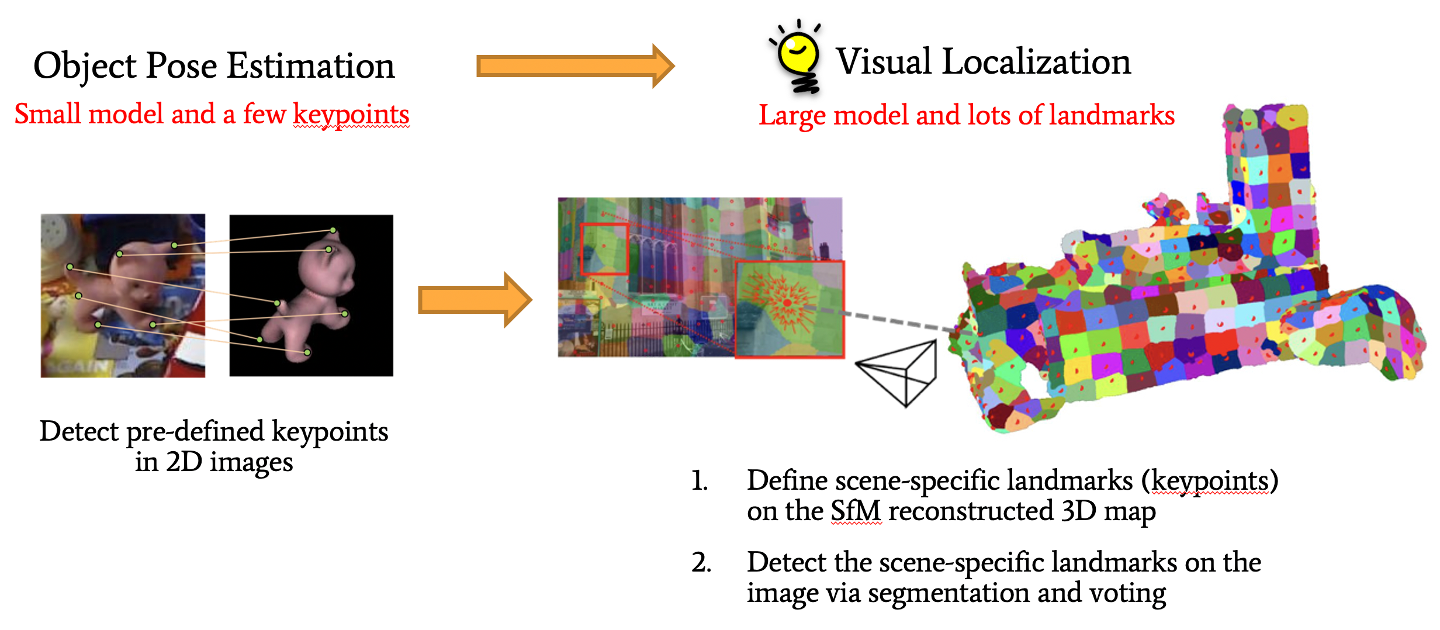 Object Pose Estimation
Small model and a few keypoints
Visual Localization
Large model and lots of landmarks
Detect pre-defined keypoints
in 2D images
1. Define scene-specific landmarks (keypoints)
on the SfM reconstructed 3D map
2. Detect the scene-specific landmarks on the
image via segmentation and voting